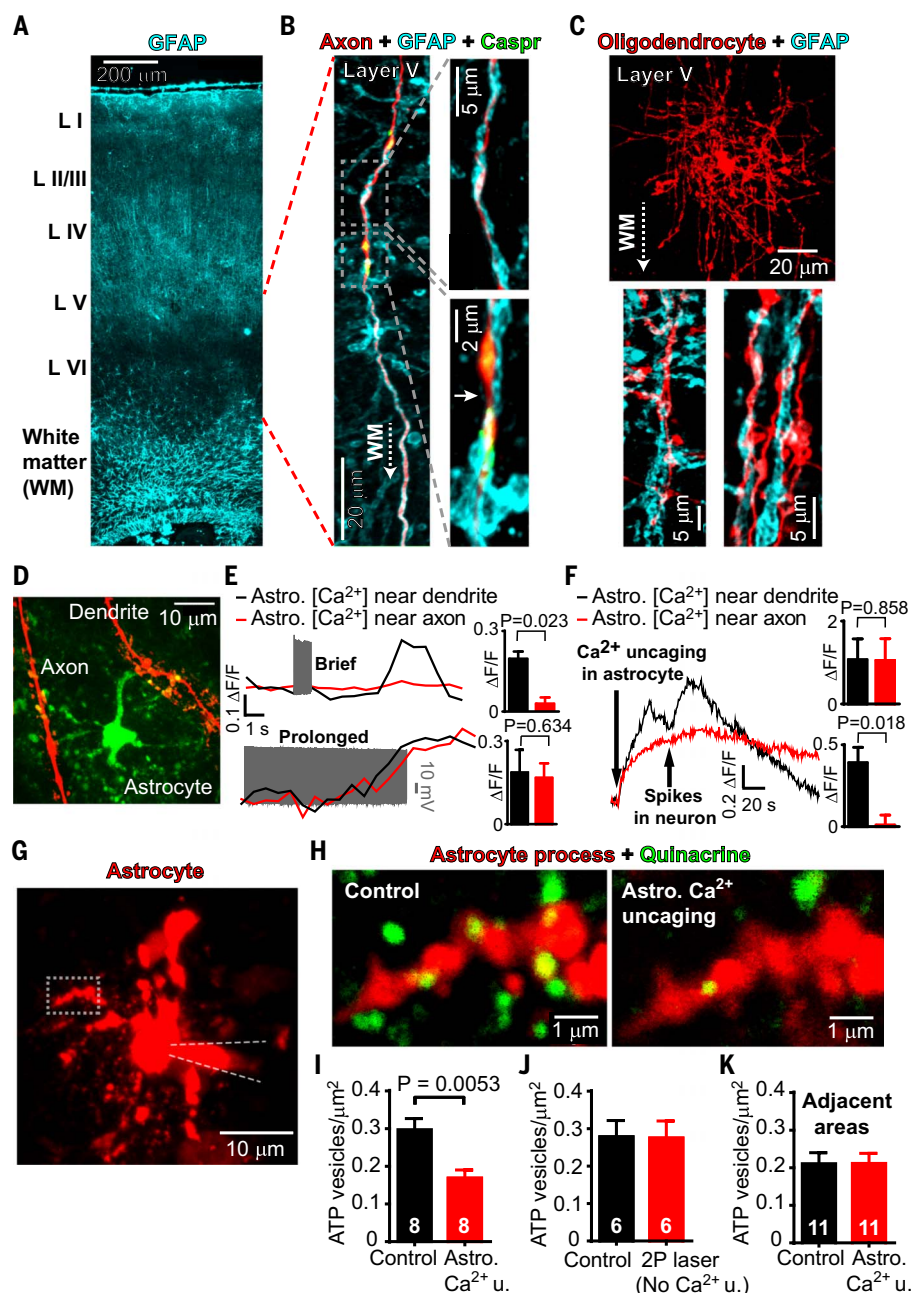 A
GFAP
200 µm
L I
L II/III
L IV
L V
L VI
White
matter
(WM)
B
Axon + GFAP + Caspr
Layer V
WM
20 µm
5 µm
2 µm
C
Oligodendrocyte + GFAP
Layer V
WM
20 µm
5 µm
5 µm
D
Dendrite
10 µm
Axon
Astrocyte
E
Astro. [Ca2+] near dendrite
Astro. [Ca2+] near axon
Brief
0.1 ΔF/F
1 s
Prolonged
10 mV
P=0.023
0.3
ΔF/F
0
P=0.634
0.3
ΔF/F
0
F
Astro. [Ca2+] near dendrite
Astro. [Ca2+] near axon
Ca2+ uncaging
in astrocyte
Spikes
in neuron
0.2 ΔF/F
20 s
P=0.858
2
ΔF/F
0
P=0.018
0.5
ΔF/F
0
G
Astrocyte
10 µm
H
Astrocyte process + Quinacrine
Control
1 µm
Astro. Ca2+
uncaging
1 µm
I
P = 0.0053
ATP vesicles/µm2
0.4
0.3
0.2
0.1
0
8
8
Control
Astro.
Ca2+ u.
J
ATP vesicles/µm2
0.4
0.3
0.2
0.1
0
6
6
Control
2P laser
(No Ca2+ u.)
K
Adjacent
areas
ATP vesicles/µm2
0.4
0.3
0.2
0.1
0
11
11
Control
Astro.
Ca2+ u.